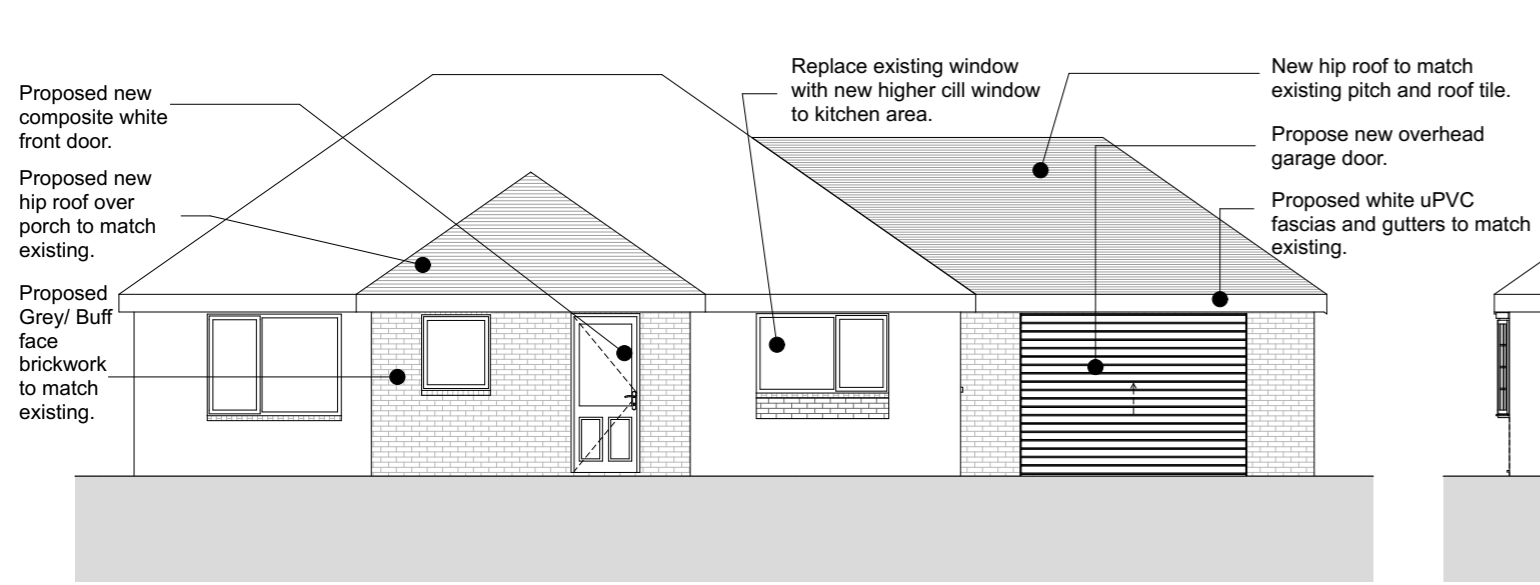 Proposed new
composite white
front door.
Proposed new
hip roof over
porch to match
existing.
Proposed
Grey/ Buff
face
brickwork
to match
existing.
Replace existing window
with new higher cill window
to kitchen area.
New hip roof to match
existing pitch and roof tile.
Propose new overhead
garage door.
Proposed white uPVC
fascias and gutters to match
existing.